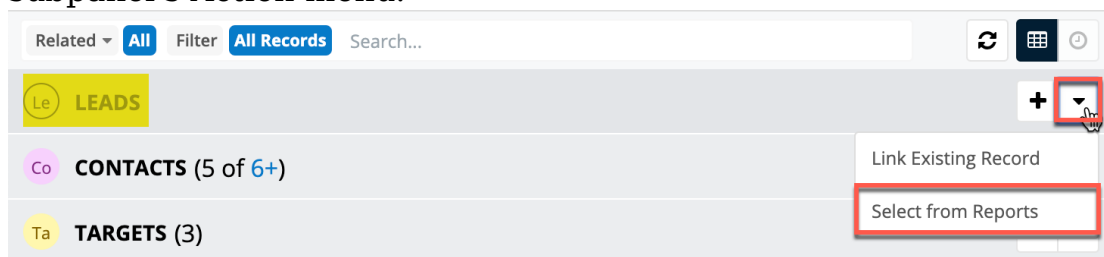 subpanel's Action menu:
Related All Filter All Records Search...
Le LEADS
Co CONTACTS (5 of 6+)
Link Existing Record
Select from Reports
Ta TARGETS (3)